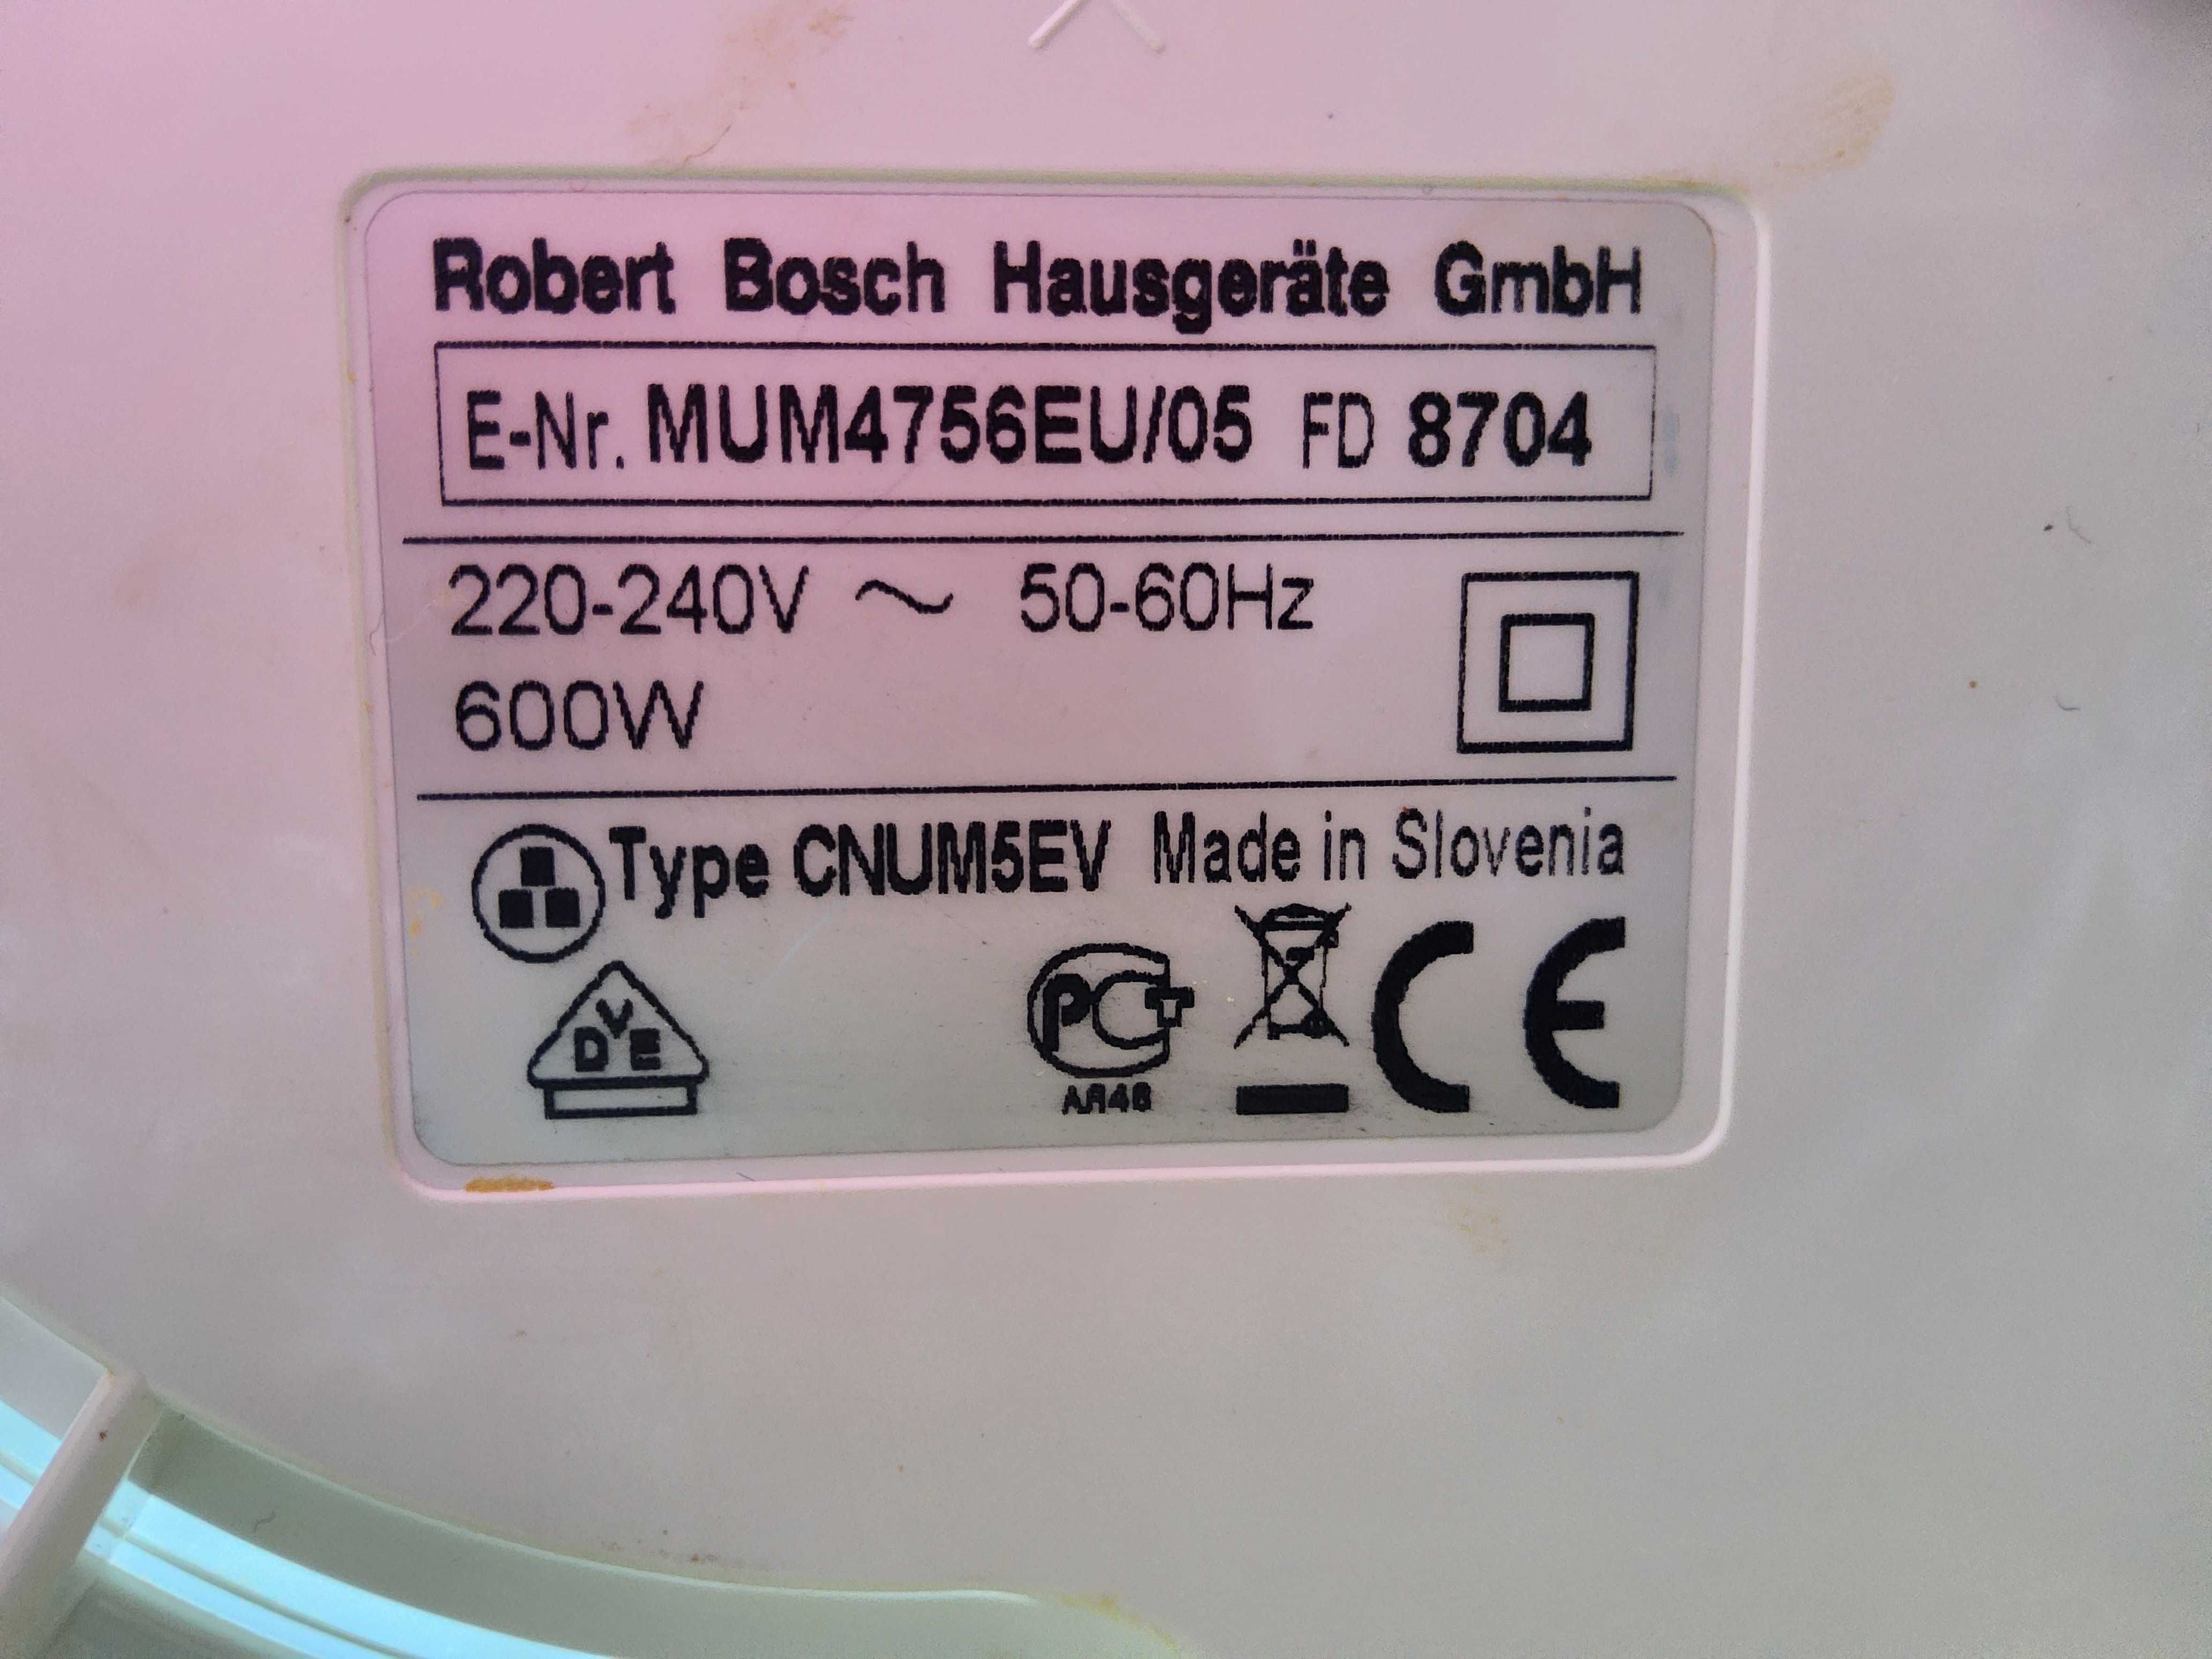 Robert Bosch Hausgeräte GmbH
E-Nr. MUM4756EU/05 FD 8704
220-240V ~ 50-60Hz
600W
Type CNUM5EV Made in Slovenia
DVE
PC CE